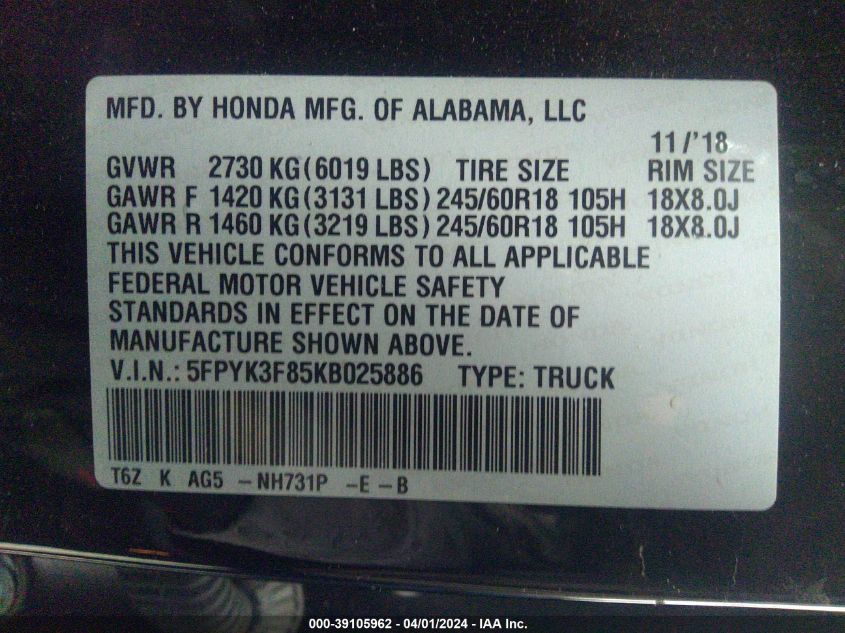 MFD. BY HONDA MFG. OF ALABAMA, LLC
11/'18
GVWR 2730 KG(6019 LBS) TIRE SIZE RIM SIZE
GAWR F 1420 KG(3131 LBS) 245/60R18 105H 18X8.0J
GAWR R 1460 KG(3219 LBS) 245/60R18 105H 18X8.0J
THIS VEHICLE CONFORMS TO ALL APPLICABLE
FEDERAL MOTOR VEHICLE SAFETY
STANDARDS IN EFFECT ON THE DATE OF
MANUFACTURE SHOWN ABOVE.
V.I.N.: 5FPYK3F85KB025886 TYPE: TRUCK
T6Z K AG5 -NH731P -E -B
000-39105962 - 04/01/2024 - IAA Inc.